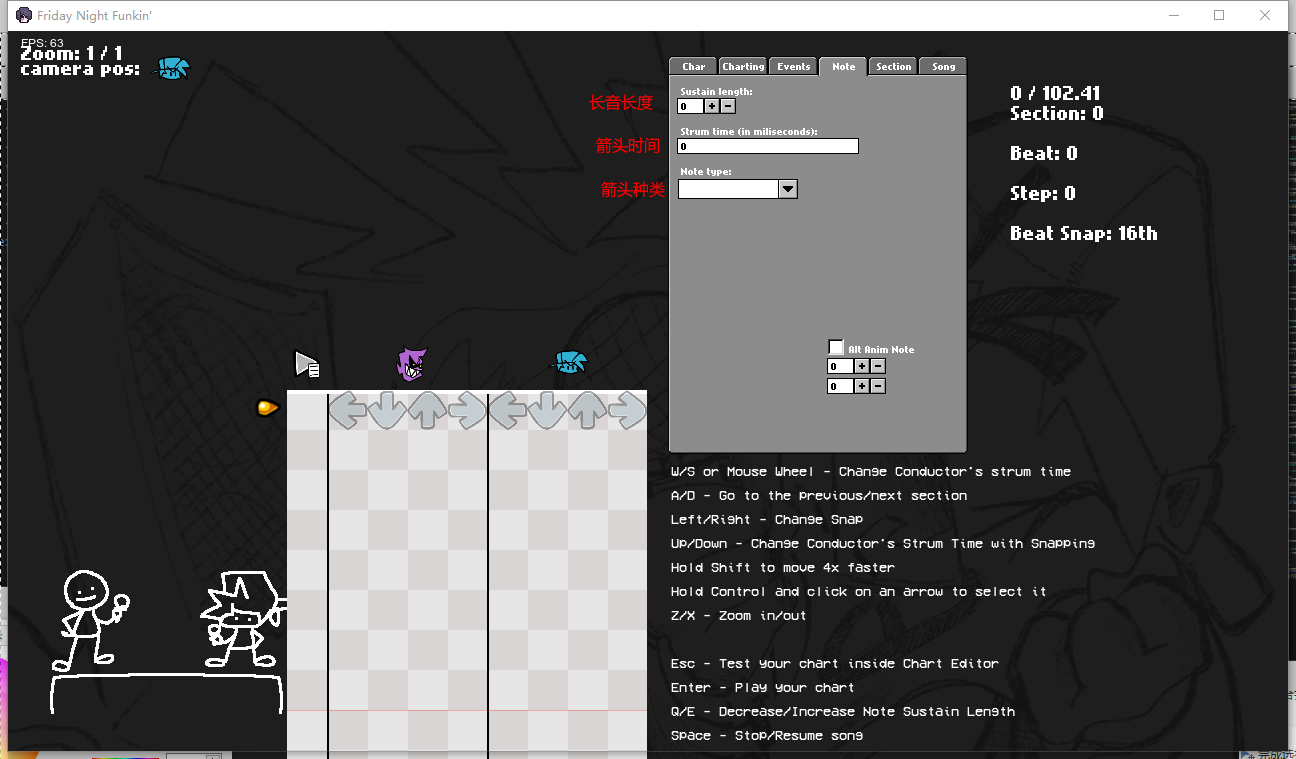 Friday Night Funkin'
FPS: 63
Zoom: 1 / 1
camera pos:
Char Charting Events Note Section Song
长音长度
Sustain length:
0 + -
箭头时间
Strum time (in miliseconds):
0
箭头种类
Note type:
Alt Anim Note
0 + -
0 + -
0 / 102.41
Section: 0
Beat: 0
Step: 0
Beat Snap: 16th
W/S or Mouse Wheel - Change Conductor's strum time
A/D - Go to the previous/next section
Left/Right - Change Snap
Up/Down - Change Conductor's Strum Time with Snapping
Hold Shift to move 4x faster
Hold Control and click on an arrow to select it
Z/X - Zoom in/out
Esc - Test your chart inside Chart Editor
Enter - Play your chart
Q/E - Decrease/Increase Note Sustain Length
Space - Stop/Resume song